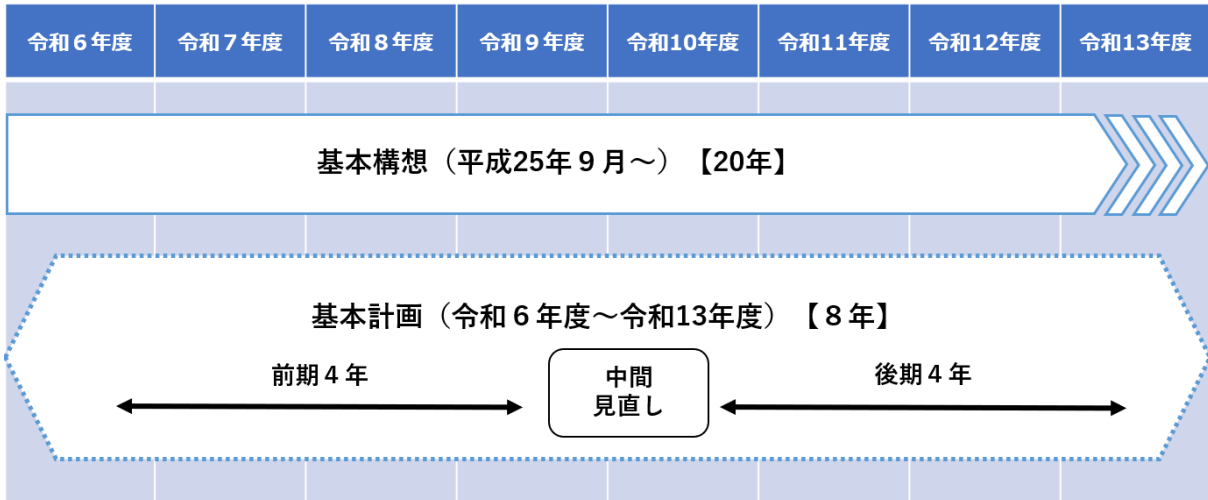 令和６年度
令和７年度
令和８年度
令和９年度
令和10年度
令和11年度
令和12年度
令和13年度
基本構想（平成25年９月～）【20年】
基本計画（令和６年度～令和13年度）【８年】
前期４年
中間
見直し
後期４年